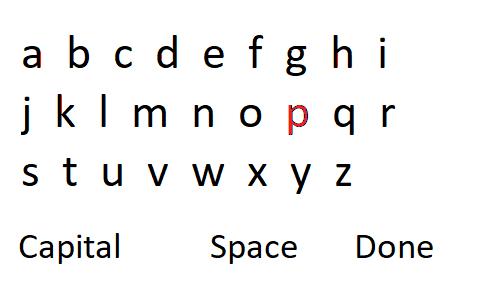 a b c d e f g h i
j k l m n o p q r
s t u v w x y z
Capital Space Done